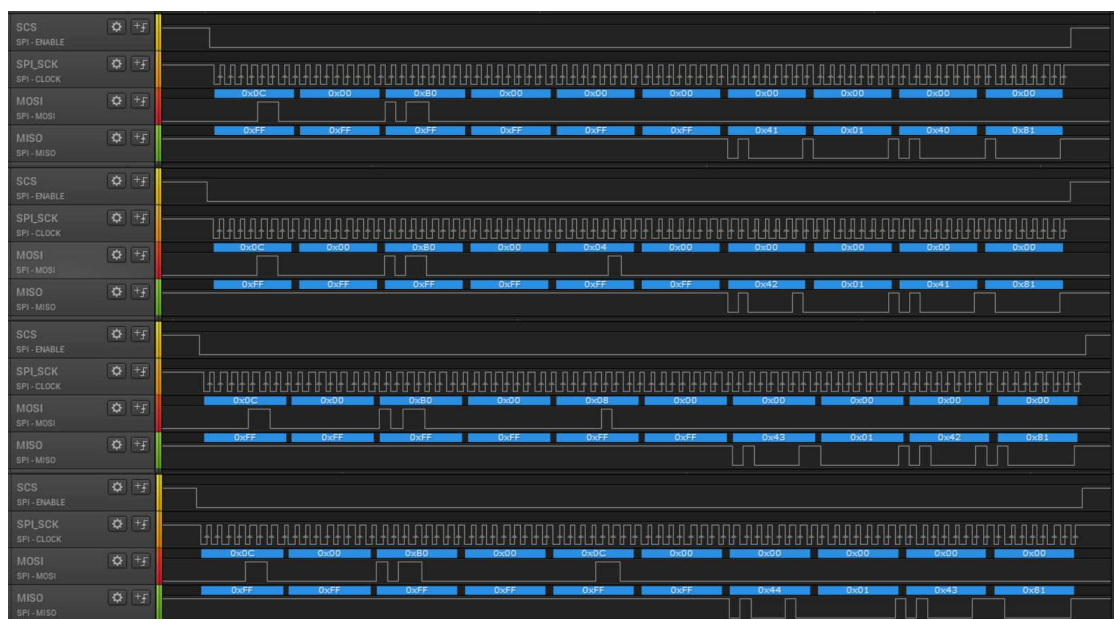 SCS
SPI - ENABLE
SPI_SCK
SPI - CLOCK
0x0C 0x00 0xB0 0x00 0x00 0x00 0x00 0x00 0x00 0x00
MOSI
SPI - MOSI
0xFF 0xFF 0xFF 0xFF 0xFF 0xFF 0x41 0x01 0x40 0x81
MISO
SPI - MISO
SCS
SPI - ENABLE
SPI_SCK
SPI - CLOCK
0x0C 0x00 0xB0 0x00 0x04 0x00 0x00 0x00 0x00 0x00
MOSI
SPI - MOSI
0xFF 0xFF 0xFF 0xFF 0xFF 0xFF 0x42 0x01 0x41 0x81
MISO
SPI - MISO
SCS
SPI - ENABLE
SPI_SCK
SPI - CLOCK
0x0C 0x00 0xB0 0x00 0x08 0x00 0x00 0x00 0x00 0x00
MOSI
SPI - MOSI
0xFF 0xFF 0xFF 0xFF 0xFF 0xFF 0x43 0x01 0x42 0x81
MISO
SPI - MISO
SCS
SPI - ENABLE
SPI_SCK
SPI - CLOCK
0x0C 0x00 0xB0 0x00 0x0C 0x00 0x00 0x00 0x00 0x00
MOSI
SPI - MOSI
0xFF 0xFF 0xFF 0xFF 0xFF 0xFF 0x44 0x01 0x43 0x81
MISO
SPI - MISO